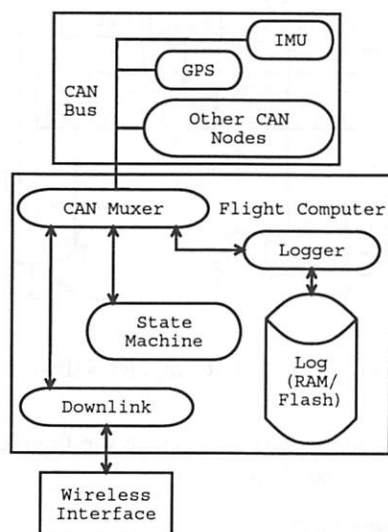 IMU
GPS
CAN
Bus
Other CAN
Nodes
CAN Muxer
Flight Computer
Logger
State
Machine
Log
(RAM/
Flash)
Downlink
Wireless
Interface